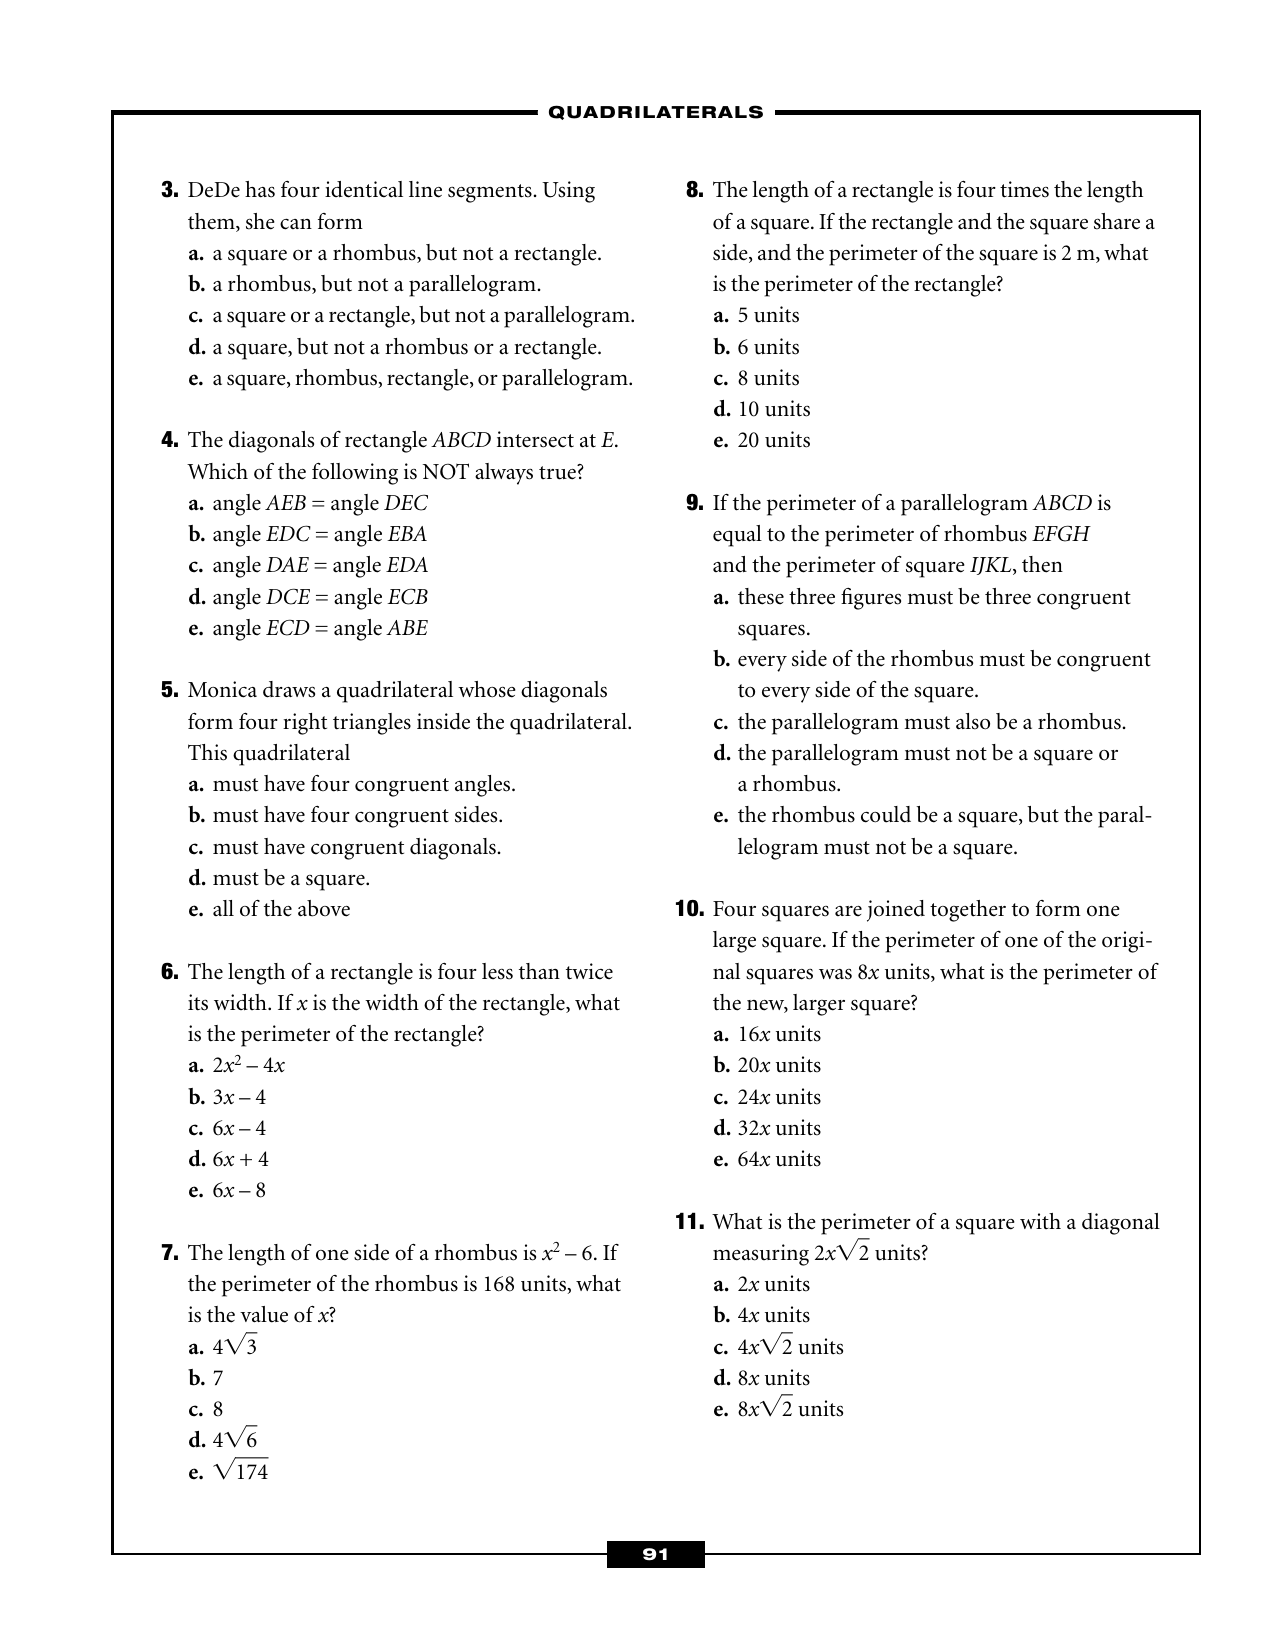 QUADRILATERALS
3. DeDe has four identical line segments. Using
them, she can form
a. a square or a rhombus, but not a rectangle.
b. a rhombus, but not a parallelogram.
c. a square or a rectangle, but not a parallelogram.
d. a square, but not a rhombus or a rectangle.
e. a square, rhombus, rectangle, or parallelogram.
4. The diagonals of rectangle ABCD intersect at E.
Which of the following is NOT always true?
a. angle AEB = angle DEC
b. angle EDC = angle EBA
c. angle DAE = angle EDA
d. angle DCE = angle ECB
e. angle ECD = angle ABE
5. Monica draws a quadrilateral whose diagonals
form four right triangles inside the quadrilateral.
This quadrilateral
a. must have four congruent angles.
b. must have four congruent sides.
c. must have congruent diagonals.
d. must be a square.
e. all of the above
6. The length of a rectangle is four less than twice
its width. If x is the width of the rectangle, what
is the perimeter of the rectangle?
a. 2x² – 4x
b. 3x – 4
c. 6x – 4
d. 6x + 4
e. 6x – 8
7. The length of one side of a rhombus is x² – 6. If
the perimeter of the rhombus is 168 units, what
is the value of x?
a. 4√3
b. 7
c. 8
d. 4√6
e. √174
8. The length of a rectangle is four times the length
of a square. If the rectangle and the square share a
side, and the perimeter of the square is 2 m, what
is the perimeter of the rectangle?
a. 5 units
b. 6 units
c. 8 units
d. 10 units
e. 20 units
9. If the perimeter of a parallelogram ABCD is
equal to the perimeter of rhombus EFGH
and the perimeter of square IJKL, then
a. these three figures must be three congruent
squares.
b. every side of the rhombus must be congruent
to every side of the square.
c. the parallelogram must also be a rhombus.
d. the parallelogram must not be a square or
a rhombus.
e. the rhombus could be a square, but the paral-
lelogram must not be a square.
10. Four squares are joined together to form one
large square. If the perimeter of one of the origi-
nal squares was 8x units, what is the perimeter of
the new, larger square?
a. 16x units
b. 20x units
c. 24x units
d. 32x units
e. 64x units
11. What is the perimeter of a square with a diagonal
measuring 2x√2 units?
a. 2x units
b. 4x units
c. 4x√2 units
d. 8x units
e. 8x√2 units
91